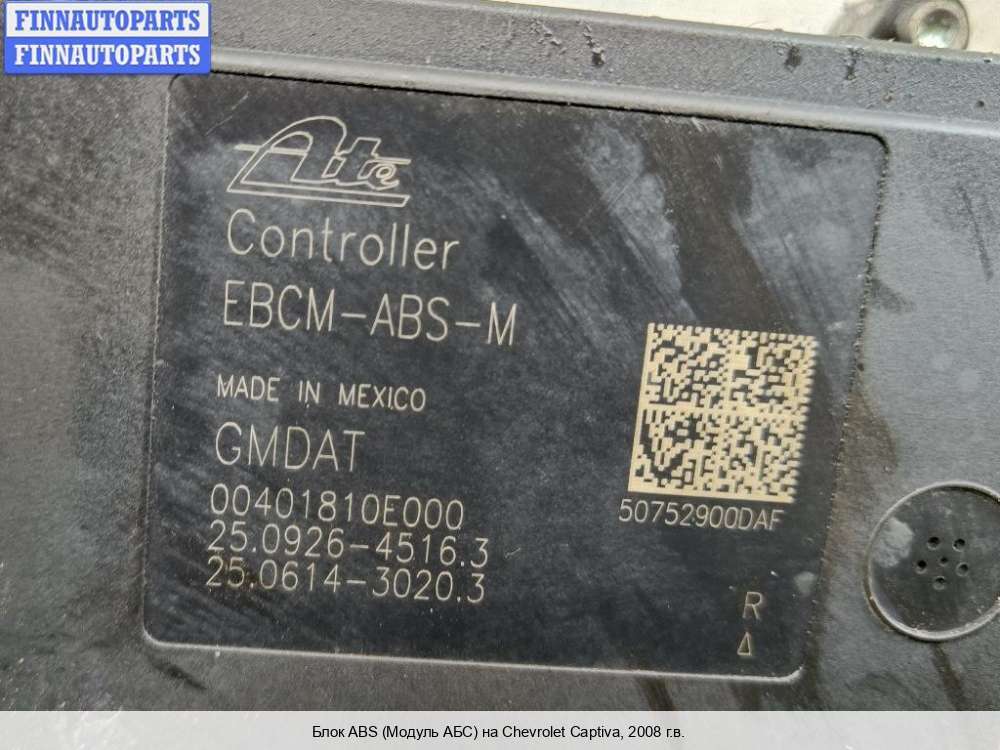 FINNAUTOPARTS
FINNAUTOPARTS
Ate
Controller
EBCM-ABS-M
MADE IN MEXICO
GMDAT
00401810E000
25.0926-4516.3
25.0614-3020.3
50752900DAF
R
Δ
Блок ABS (Модуль АБС) на Chevrolet Captiva, 2008 г.в.